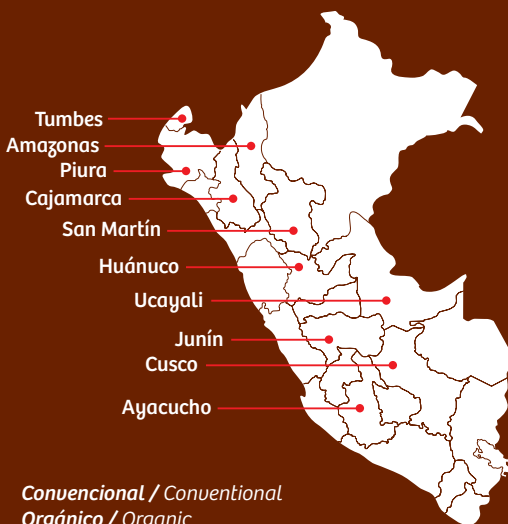 Tumbes
Amazonas
Piura
Cajamarca
San Martín
Huánuco
Ucayali
Junín
Cusco
Ayacucho
Convencional / Conventional
Orgánico / Organic